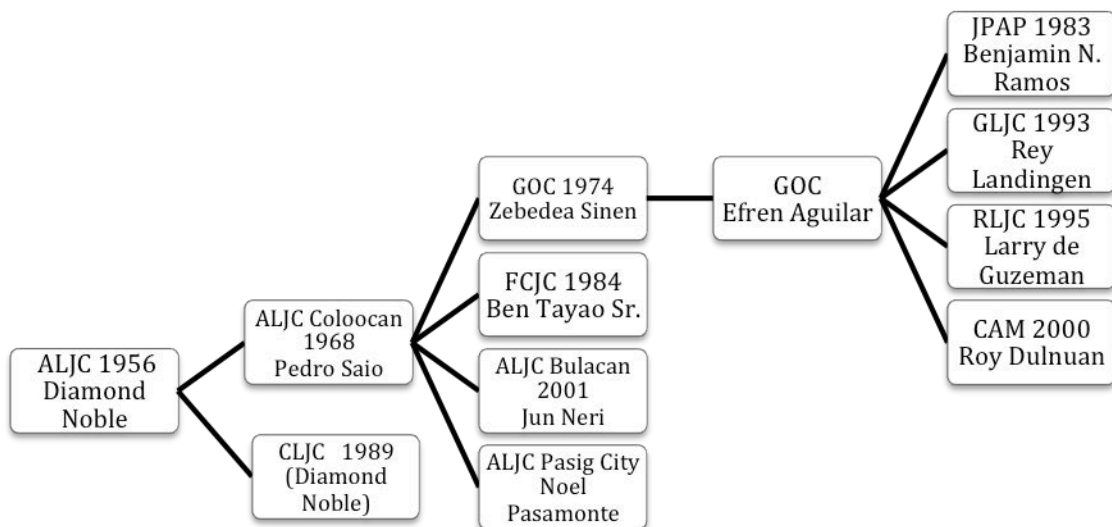 ALJC 1956
Diamond
Noble
ALJC Coloocan
1968
Pedro Saio
CLJC 1989
(Diamond
Noble)
GOC 1974
Zebedea Sinen
FCJC 1984
Ben Tayao Sr.
ALJC Bulacan
2001
Jun Neri
ALJC Pasig City
Noel
Pasamonte
GOC
Efren Aguilar
JPAP 1983
Benjamin N.
Ramos
GLJC 1993
Rey
Landingen
RLJC 1995
Larry de
Guzeman
CAM 2000
Roy Dulnuan